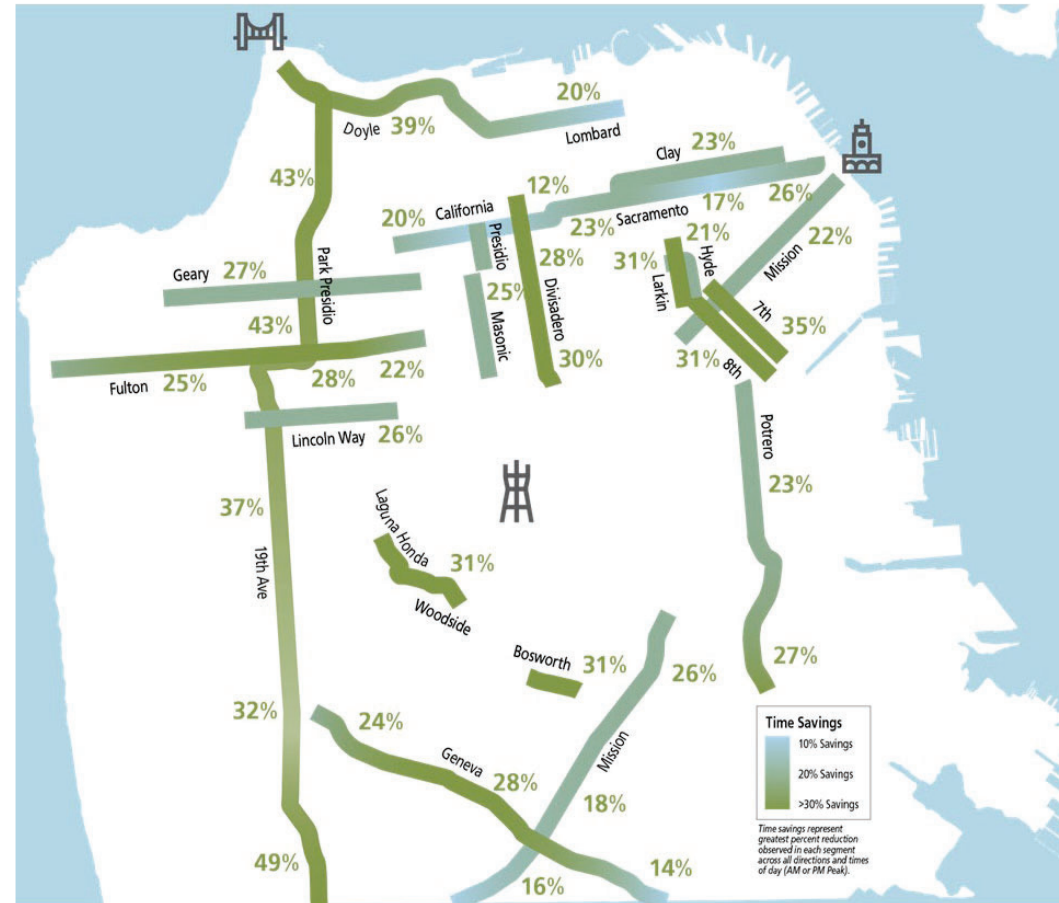 20%
Doyle
39%
Lombard
Clay
23%
43%
12%
26%
20%
California
Sacramento
17%
23%
Presidio
21%
22%
Mission
Geary
27%
Park Presidio
28%
31%
Hyde
Larkin
25%
Divisadero
7th
Masonic
43%
35%
30%
31%
8th
Fulton
25%
28%
22%
Lincoln Way
26%
Potrero
23%
37%
19th Ave
Laguna Honda
31%
Woodside
Bosworth
31%
26%
27%
32%
24%
Geneva
28%
Mission
18%
49%
16%
14%
Time Savings
10% Savings
20% Savings
>30% Savings
Time savings represent
greatest percent reduction
observed in each segment
across all directions and times
of day (AM or PM Peak).